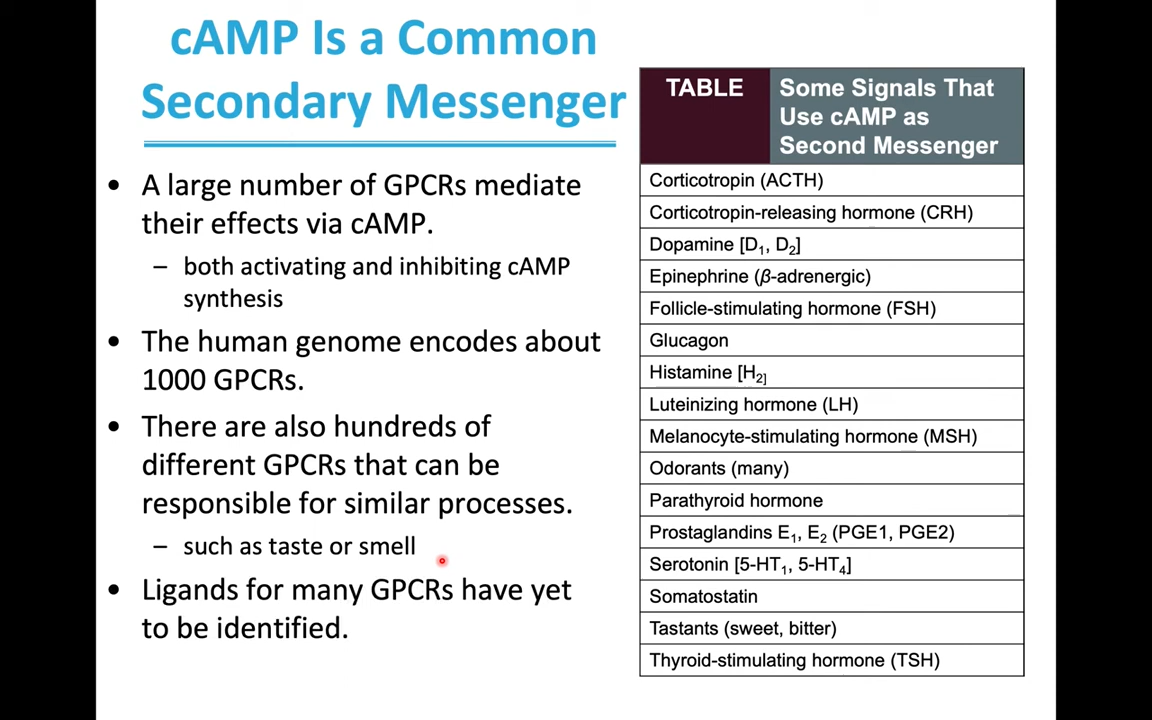 cAMP Is a Common
Secondary Messenger
• A large number of GPCRs mediate
their effects via cAMP.
– both activating and inhibiting cAMP
synthesis
• The human genome encodes about
1000 GPCRs.
• There are also hundreds of
different GPCRs that can be
responsible for similar processes.
– such as taste or smell
• Ligands for many GPCRs have yet
to be identified.
TABLE
Some Signals That
Use cAMP as
Second Messenger
Corticotropin (ACTH)
Corticotropin-releasing hormone (CRH)
Dopamine [D₁, D₂]
Epinephrine (β-adrenergic)
Follicle-stimulating hormone (FSH)
Glucagon
Histamine [H₂]
Luteinizing hormone (LH)
Melanocyte-stimulating hormone (MSH)
Odorants (many)
Parathyroid hormone
Prostaglandins E₁, E₂ (PGE1, PGE2)
Serotonin [5-HT₁, 5-HT₄]
Somatostatin
Tastants (sweet, bitter)
Thyroid-stimulating hormone (TSH)